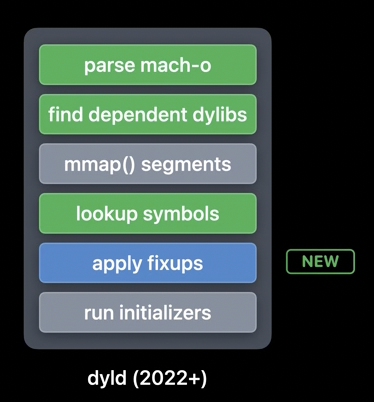 parse mach-o
find dependent dylibs
mmap() segments
lookup symbols
apply fixups
NEW
run initializers
dyld (2022+)